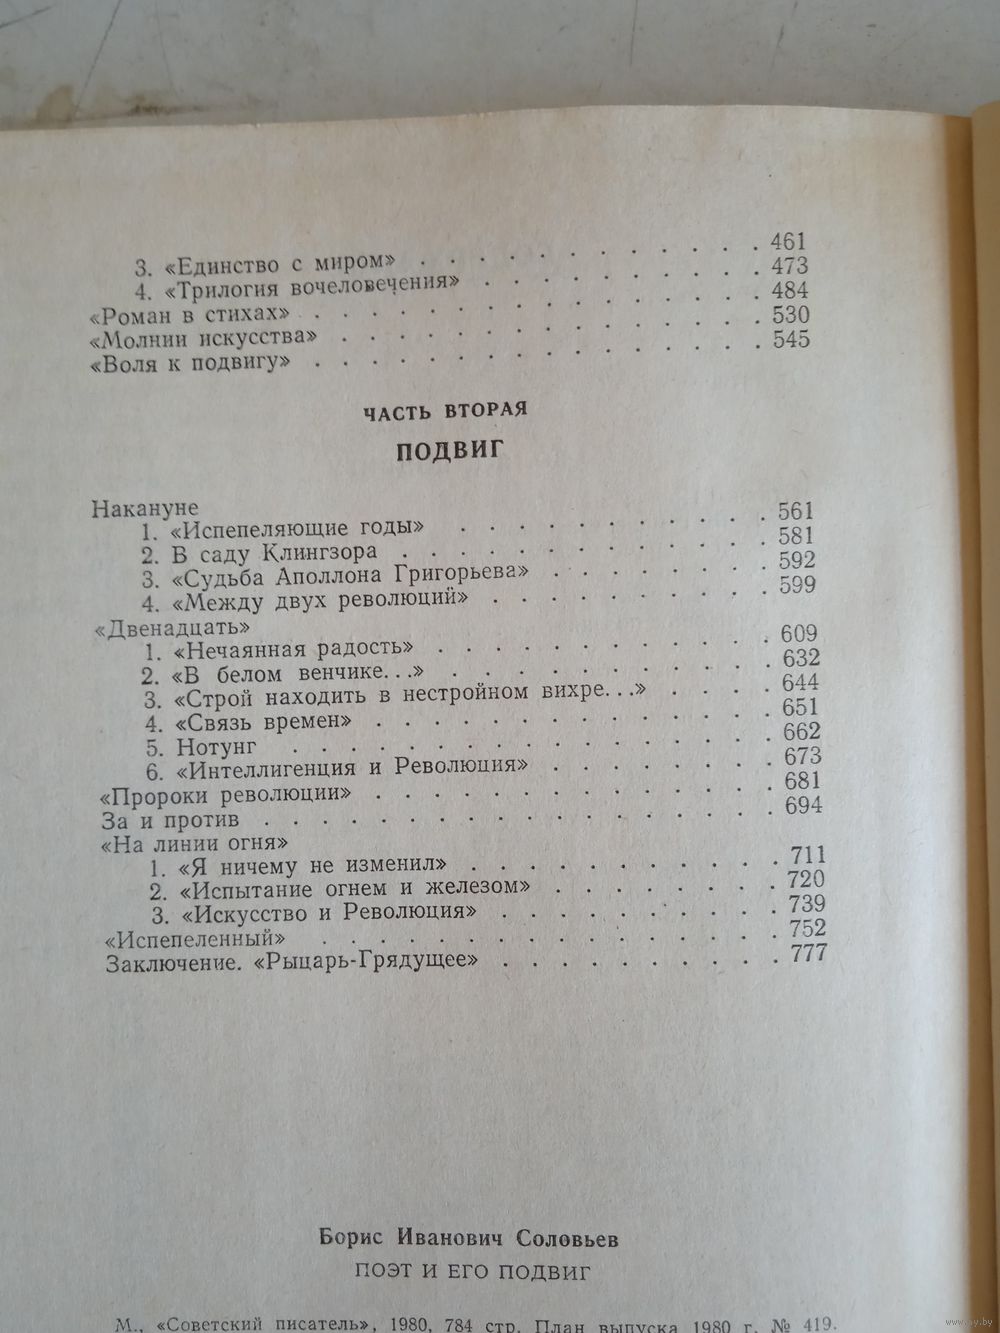 3. «Единство с миром» . . . . . . . . . . . . 461
4. «Трилогия вочеловечения» . . . . . . . . . . 473
«Роман в стихах» . . . . . . . . . . . . . . . . 484
«Молнии искусства» . . . . . . . . . . . . . . . 530
«Воля к подвигу» . . . . . . . . . . . . . . . . 545
ЧАСТЬ ВТОРАЯ
ПОДВИГ
Накануне
1. «Испепеляющие годы» . . . . . . . . . . . 561
2. В саду Клингзора . . . . . . . . . . . . . 581
3. «Судьба Аполлона Григорьева» . . . . . . . . 592
4. «Между двух революций» . . . . . . . . . . 599
«Двенадцать»
1. «Нечаянная радость» . . . . . . . . . . . . 609
2. «В белом венчике...» . . . . . . . . . . . . 632
3. «Строй находить в нестройном вихре...» . . . . 644
4. «Связь времен» . . . . . . . . . . . . . . 651
5. Нотунг . . . . . . . . . . . . . . . . . 662
6. «Интеллигенция и Революция» . . . . . . . . 673
«Пророки революции» . . . . . . . . . . . . . . 681
За и против . . . . . . . . . . . . . . . . . . 694
«На линии огня»
1. «Я ничему не изменил» . . . . . . . . . . . 711
2. «Испытание огнем и железом» . . . . . . . . 720
3. «Искусство и Революция» . . . . . . . . . . 739
«Испепеленный» . . . . . . . . . . . . . . . . 752
Заключение. «Рыцарь-Грядущее» . . . . . . . . . . 777
Борис Иванович Соловьев
ПОЭТ И ЕГО ПОДВИГ
М., «Советский писатель», 1980, 784 стр. План выпуска 1980 г. № 419.
www.ay.by